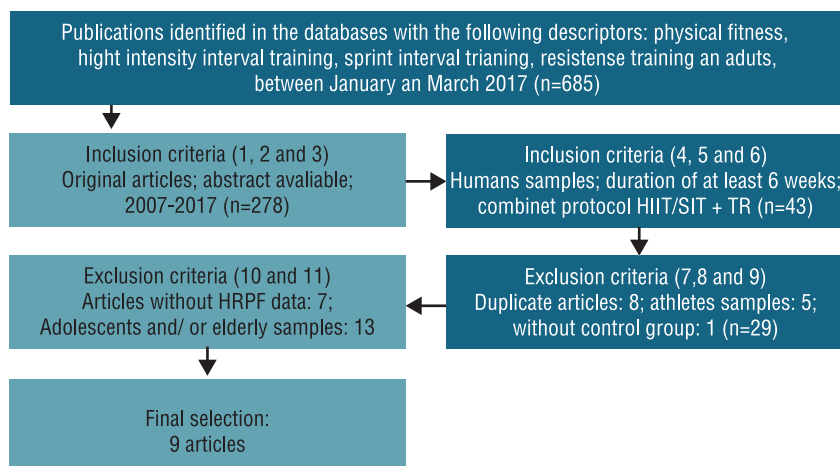 Publications identified in the databases with the following descriptors: physical fitness,
hight intensity interval training, sprint interval trianing, resistense training an aduts,
between January an March 2017 (n=685)
Inclusion criteria (1, 2 and 3)
Original articles; abstract avaliable;
2007-2017 (n=278)
Inclusion criteria (4, 5 and 6)
Humans samples; duration of at least 6 weeks;
combinet protocol HIIT/SIT + TR (n=43)
Exclusion criteria (7,8 and 9)
Duplicate articles: 8; athletes samples: 5;
without control group: 1 (n=29)
Exclusion criteria (10 and 11)
Articles without HRPF data: 7;
Adolescents and/ or elderly samples: 13
Final selection:
9 articles